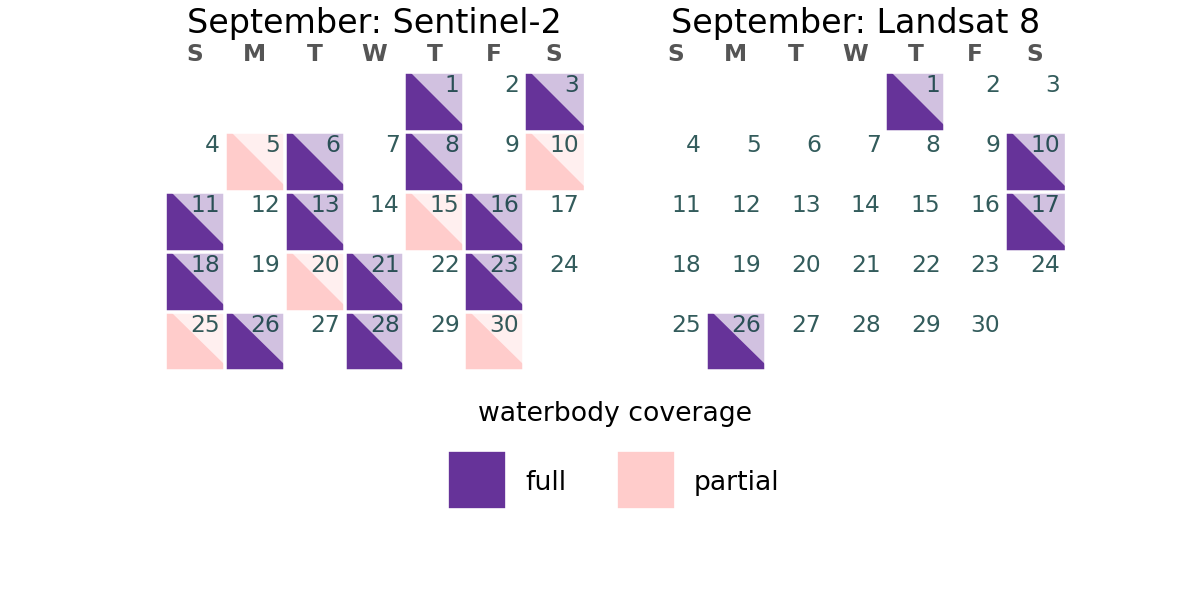 September: Sentinel-2
S M T W T F S
1 2 3
4 5 6 7 8 9 10
11 12 13 14 15 16 17
18 19 20 21 22 23 24
25 26 27 28 29 30
September: Landsat 8
S M T W T F S
1 2 3
4 5 6 7 8 9 10
11 12 13 14 15 16 17
18 19 20 21 22 23 24
25 26 27 28 29 30
waterbody coverage
full
partial